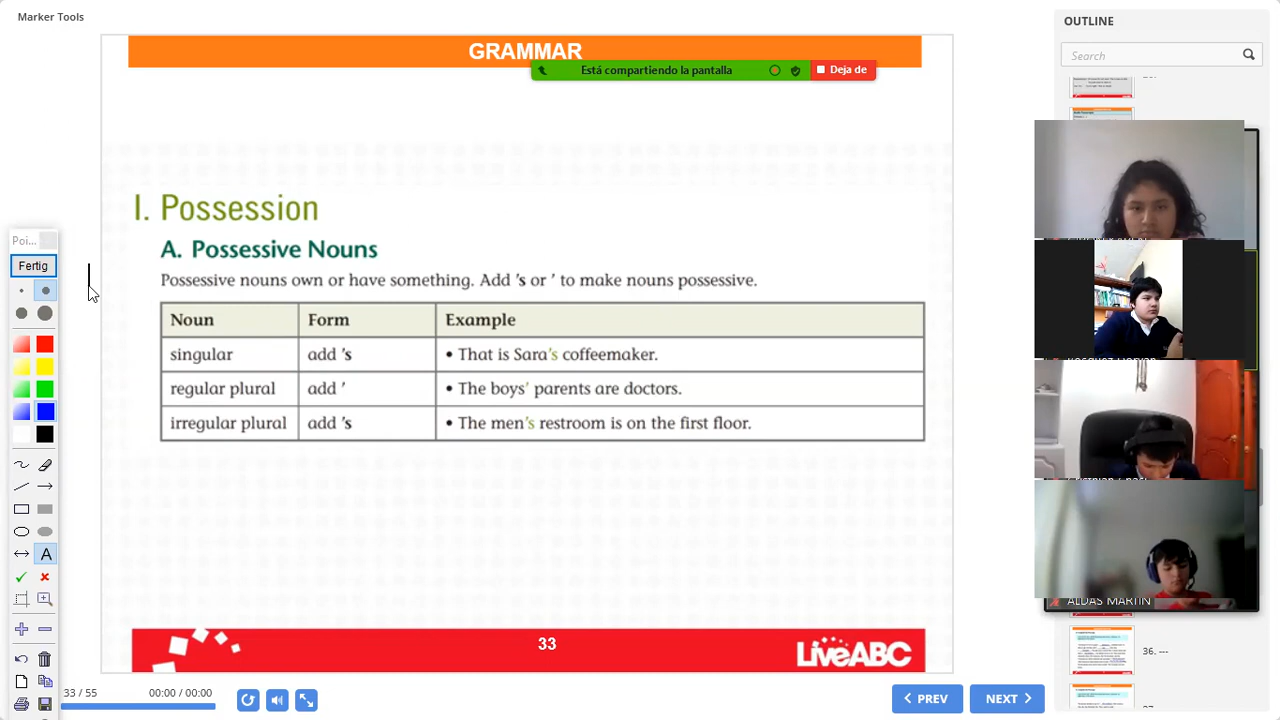 Marker Tools
OUTLINE
GRAMMAR
Search
Está compartiendo la pantalla
Deja de
I. Possession
A. Possessive Nouns
Possessive nouns own or have something. Add 's or ' to make nouns possessive.
Noun Form Example
singular add 's • That is Sara's coffeemaker.
regular plural add ' • The boys' parents are doctors.
irregular plural add 's • The men's restroom is on the first floor.
Poi...
Fertig
A
ALDAS MARTIN
33
LiveABC
36. ---
33 / 55
00:00 / 00:00
PREV
NEXT